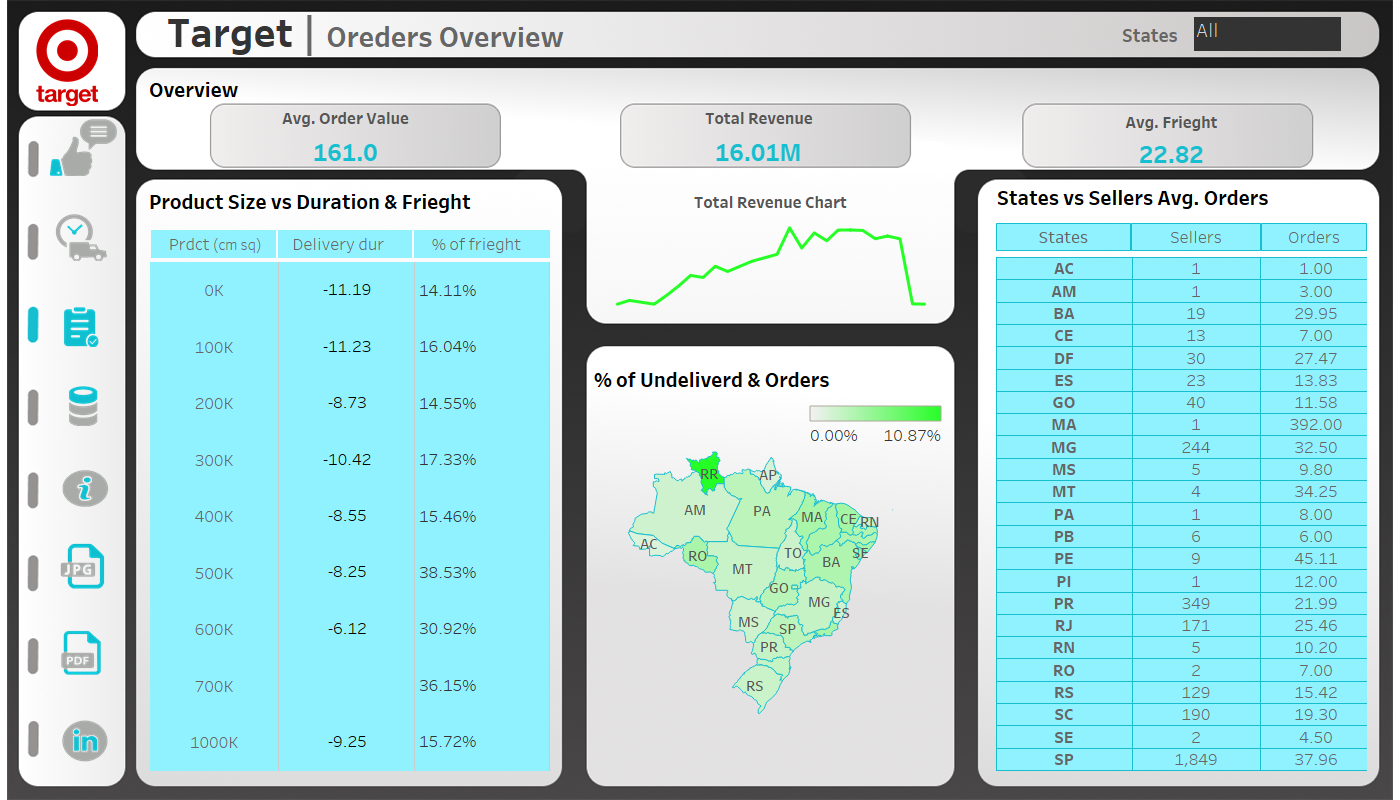 target
Target | Oreders Overview
States All
Overview
Avg. Order Value
161.0
Total Revenue
16.01M
Avg. Frieght
22.82
Total Revenue Chart
Product Size vs Duration & Frieght
Prdct (cm sq) Delivery dur % of frieght
0K -11.19 14.11%
100K -11.23 16.04%
200K -8.73 14.55%
300K -10.42 17.33%
400K -8.55 15.46%
500K -8.25 38.53%
600K -6.12 30.92%
700K 36.15%
1000K -9.25 15.72%
% of Undeliverd & Orders
0.00% 10.87%
RR AP
AM PA MA CE RN
AC RO TO SE
MT BA
GO
MG ES
MS SP
PR
RS
States vs Sellers Avg. Orders
States Sellers Orders
AC 1 1.00
AM 1 3.00
BA 19 29.95
CE 13 7.00
DF 30 27.47
ES 23 13.83
GO 40 11.58
MA 1 392.00
MG 244 32.50
MS 5 9.80
MT 4 34.25
PA 1 8.00
PB 6 6.00
PE 9 45.11
PI 1 12.00
PR 349 21.99
RJ 171 25.46
RN 5 10.20
RO 2 7.00
RS 129 15.42
SC 190 19.30
SE 2 4.50
SP 1,849 37.96
i
JPG
PDF
in